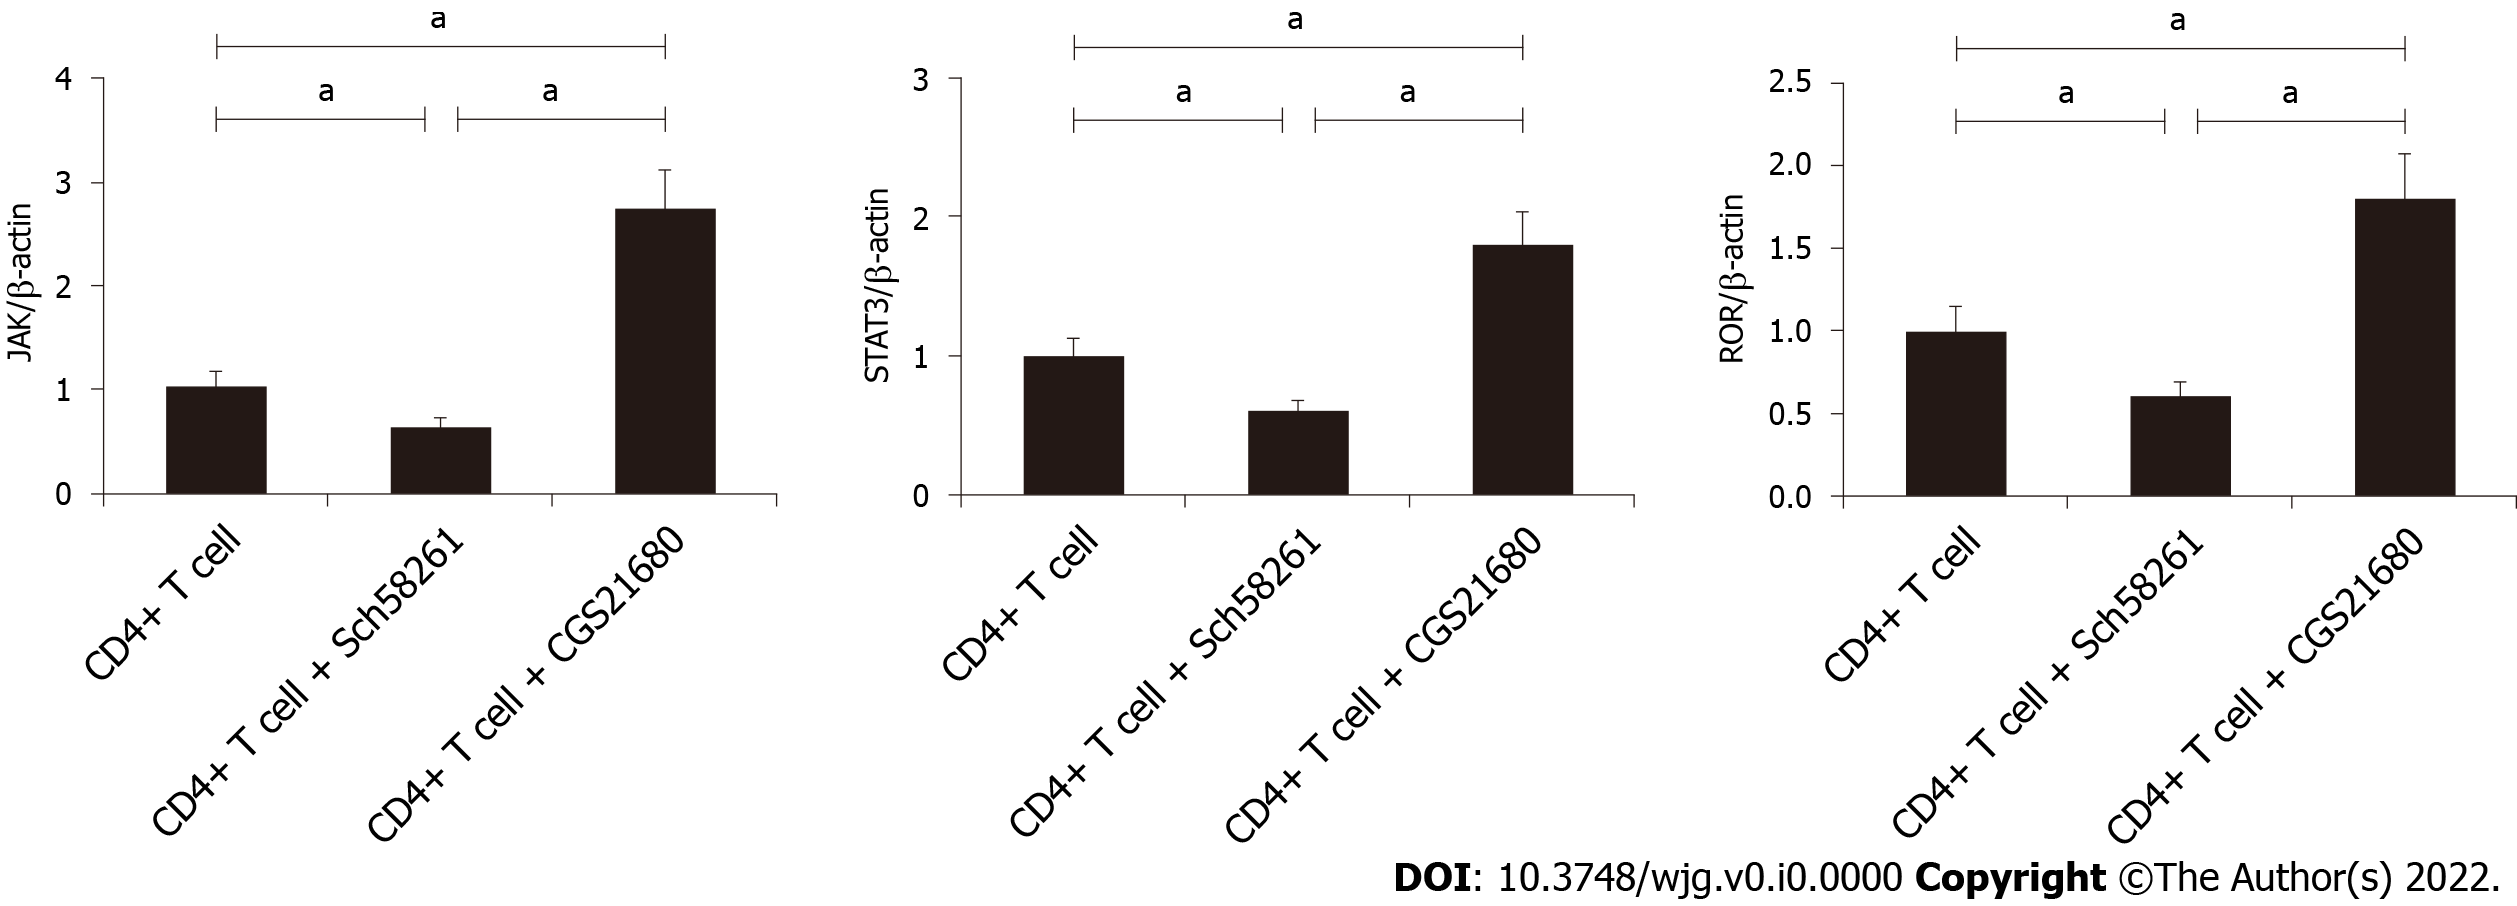 a
a a
4
3
2
1
0
JAK/β-actin
CD4+ T cell
CD4+ T cell + Sch58261
CD4+ T cell + CGS21680
a
a a
3
2
1
0
STAT3/β-actin
CD4+ T cell
CD4+ T cell + Sch58261
CD4+ T cell + CGS21680
a
a a
2.5
2.0
1.5
1.0
0.5
0.0
ROR/β-actin
CD4+ T cell
CD4+ T cell + Sch58261
CD4+ T cell + CGS21680
DOI: 10.3748/wjg.v0.i0.0000 Copyright ©The Author(s) 2022.